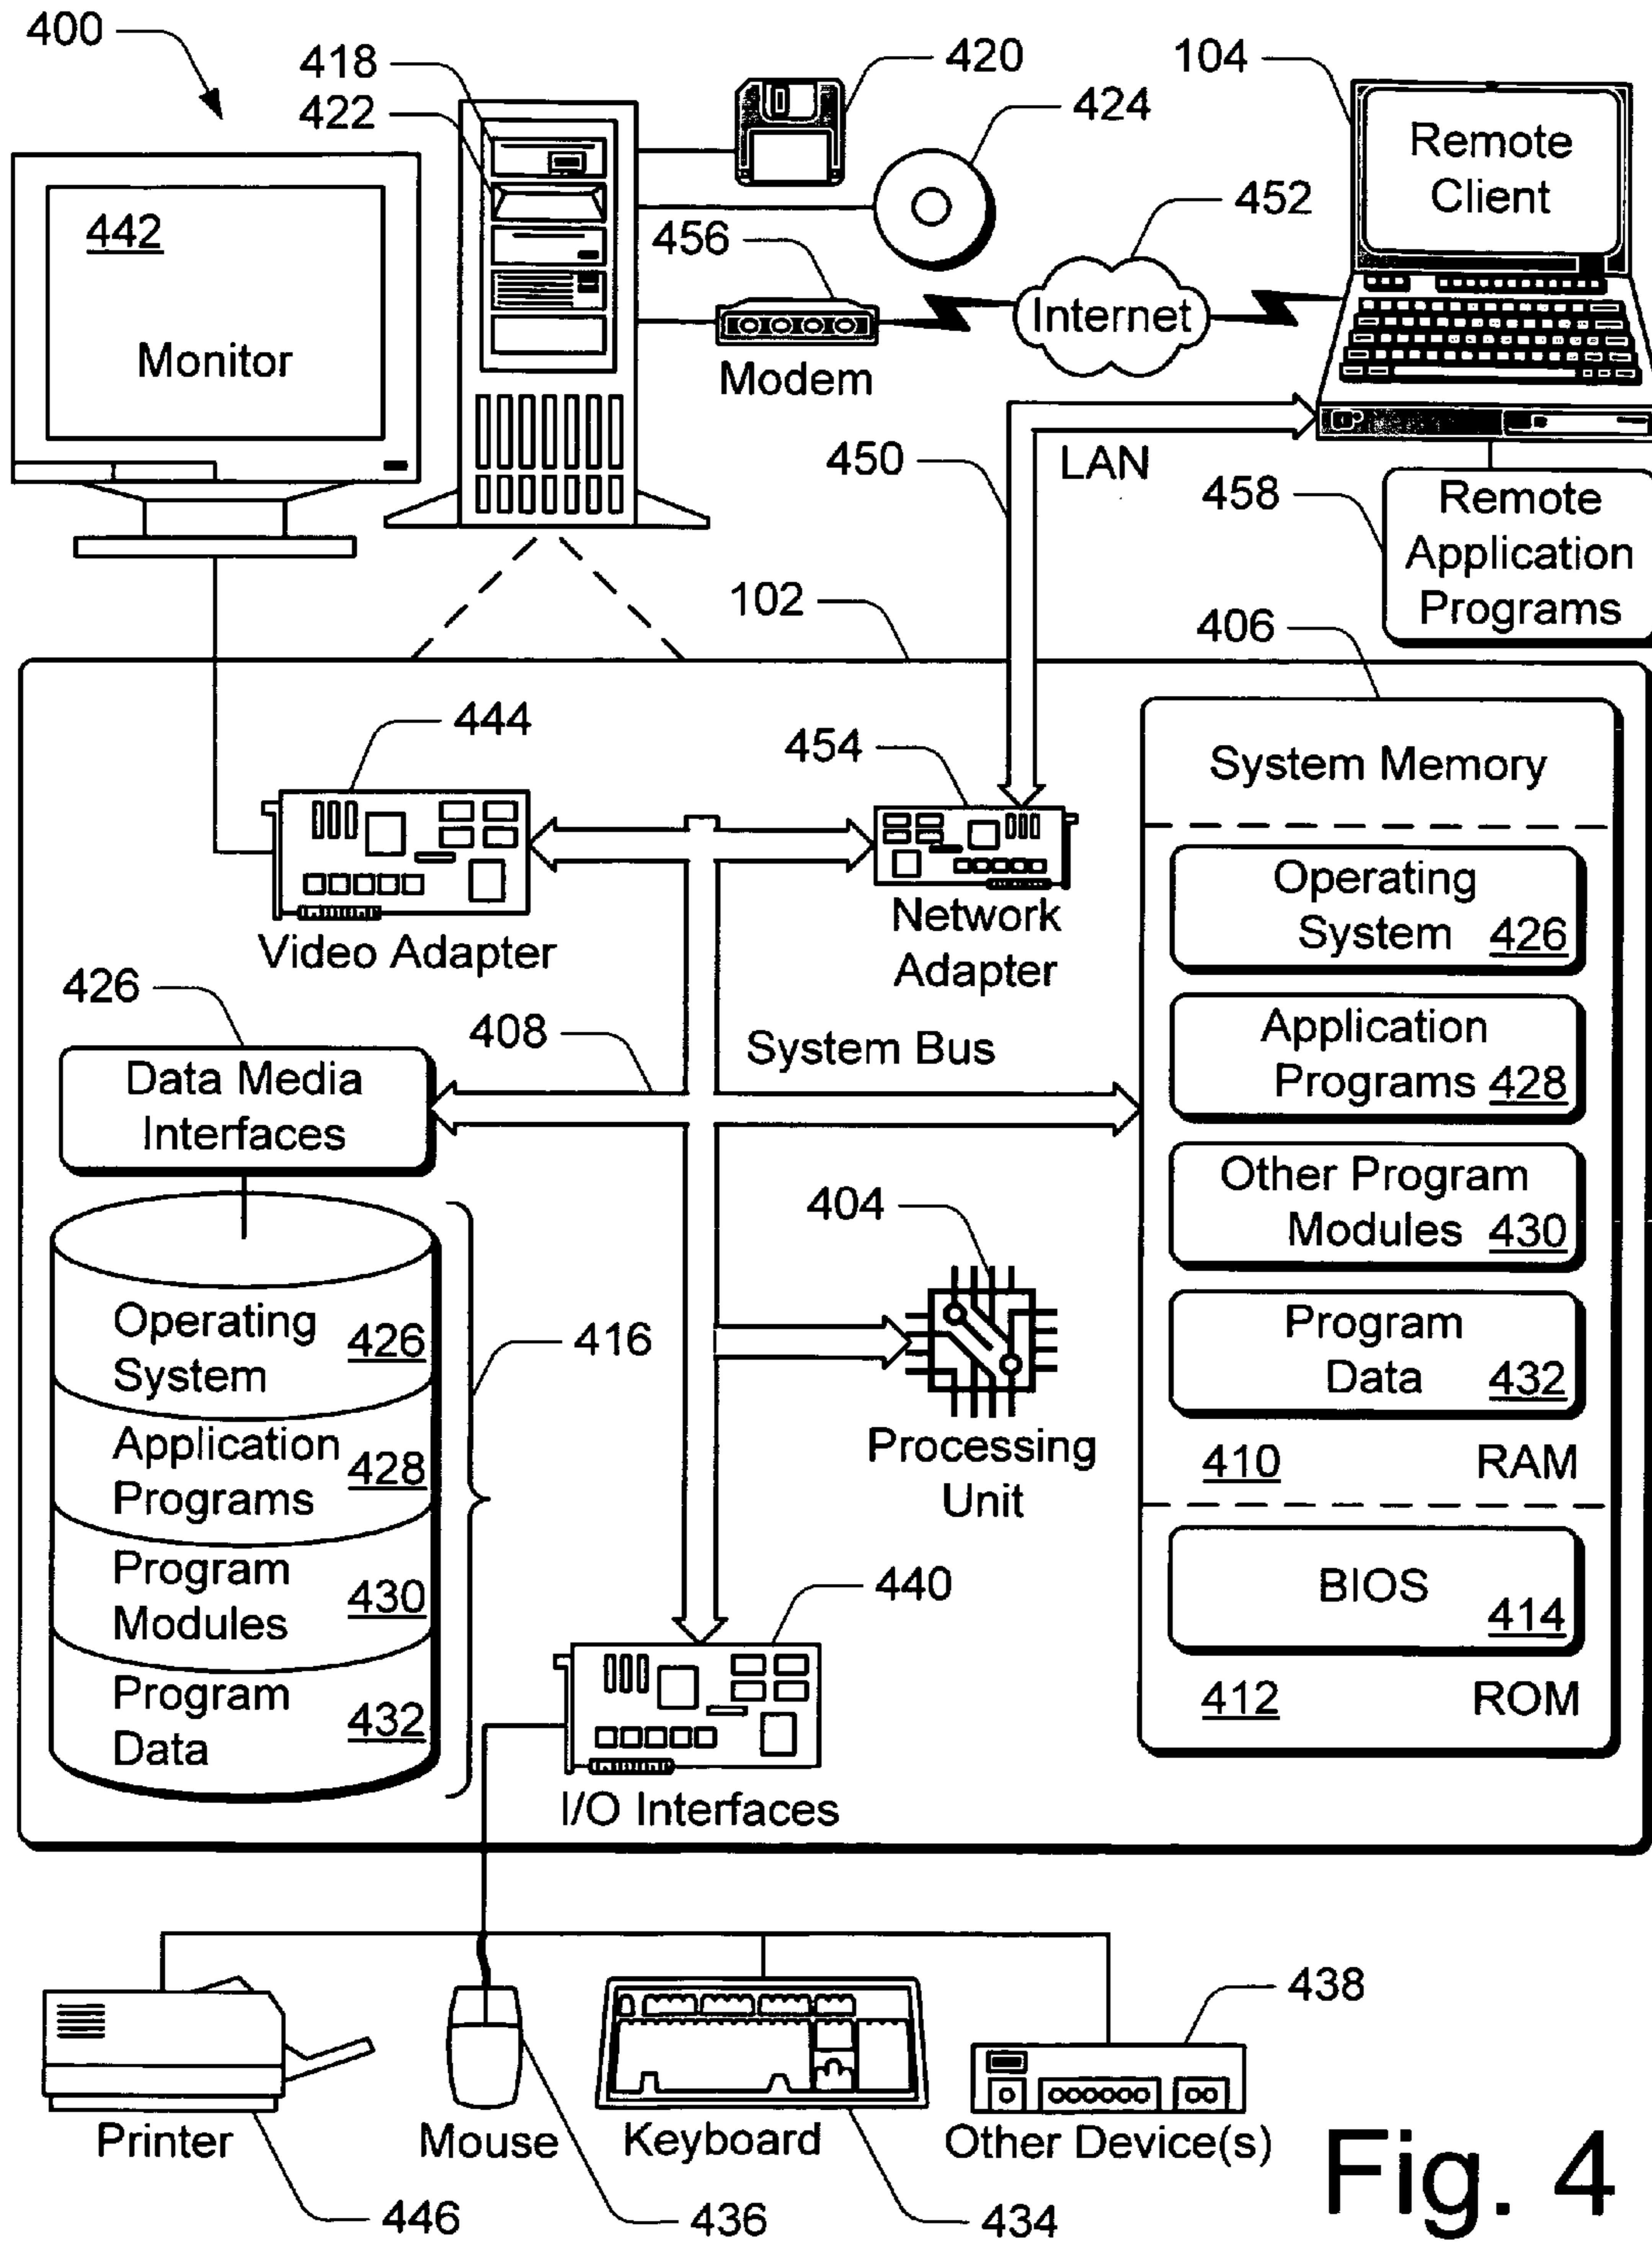 400
418
422
420
424
104
Remote
Client
442
Monitor
456
452
Internet
Modem
450
LAN
458
Remote
Application
Programs
102
406
444
454
System Memory
Video Adapter
Network
Adapter
Operating
System 426
426
Data Media
Interfaces
408
System Bus
Application
Programs 428
Other Program
Modules 430
404
Processing
Unit
Program
Data 432
410 RAM
BIOS
414
412 ROM
Operating
System 426
416
Application
Programs 428
Program
Modules 430
Program
Data 432
440
I/O Interfaces
438
Printer
Mouse
Keyboard
Other Device(s)
446
436
434
Fig. 4